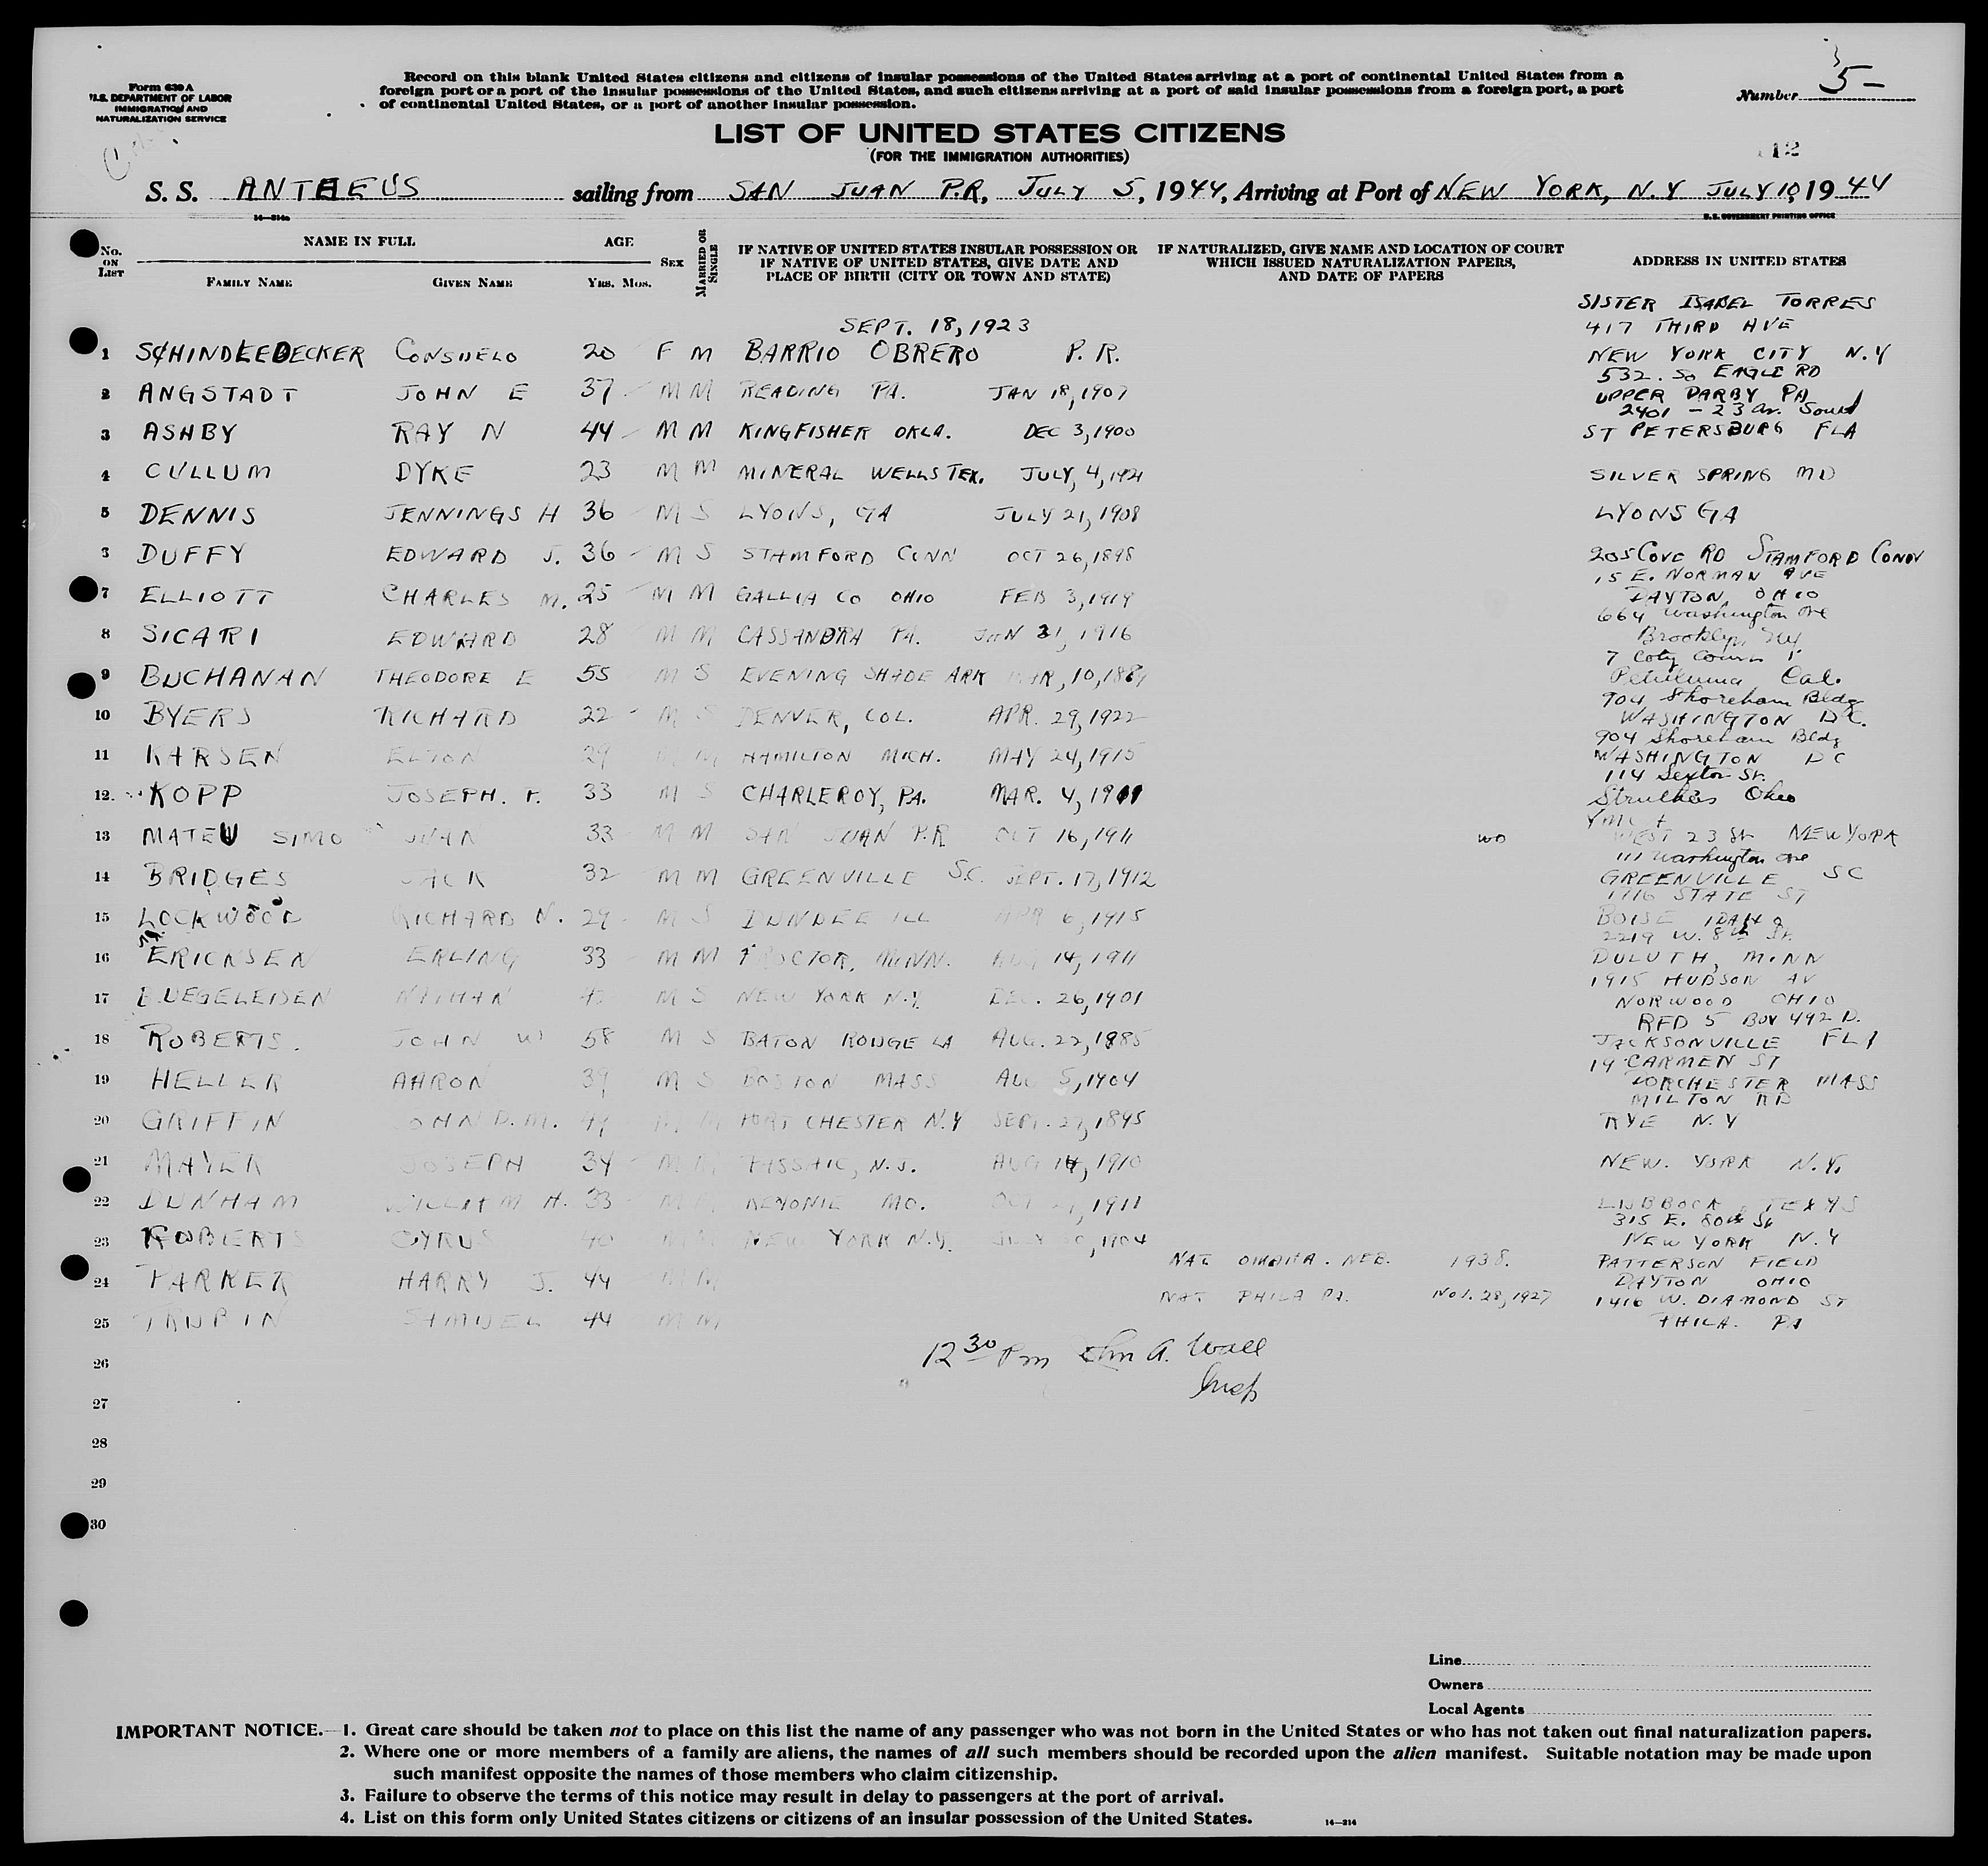 Form 630 A
U.S. DEPARTMENT OF LABOR
IMMIGRATION AND
NATURALIZATION SERVICE
Record on this blank United States citizens and citizens of insular possessions of the United States arriving at a port of continental United States from a
foreign port or a port of the insular possessions of the United States, and such citizens arriving at a port of said insular possessions from a foreign port, a port
of continental United States, or a port of another insular possession.
Number 5-
LIST OF UNITED STATES CITIZENS
(FOR THE IMMIGRATION AUTHORITIES)
12
S. S. ANTHEUS sailing from SAN JUAN P.R, JULY 5, 1944, Arriving at Port of NEW YORK, N.Y JULY 10, 1944
U. S. GOVERNMENT PRINTING OFFICE
No. ON LIST
NAME IN FULL
FAMILY NAME GIVEN NAME
AGE
YRS. MOS.
SEX
MARRIED OR SINGLE
IF NATIVE OF UNITED STATES INSULAR POSSESSION OR
IF NATIVE OF UNITED STATES, GIVE DATE AND
PLACE OF BIRTH (CITY OR TOWN AND STATE)
IF NATURALIZED, GIVE NAME AND LOCATION OF COURT
WHICH ISSUED NATURALIZATION PAPERS,
AND DATE OF PAPERS
ADDRESS IN UNITED STATES
SISTER ISABEL TORRES
SEPT. 18, 1923 417 THIRD AVE
1 SCHINDLEDECKER CONSUELO 20 F M BARRIO OBRERO P. R. NEW YORK CITY N.Y
532. So EAGLE RD
2 ANGSTADT JOHN E 37 M M READING PA. JAN 18, 1907 UPPER DARBY PA
2401 - 23 Av. South
3 ASHBY RAY N 44 M M KINGFISHER OKLA. DEC 3, 1900 ST PETERSBURG FLA
4 CULLUM DYKE 23 M M MINERAL WELLS TEX. JULY, 4, 1921 SILVER SPRING MD
5 DENNIS JENNINGS H 36 M S LYONS, GA JULY 21, 1908 LYONS GA
DUFFY EDWARD J. 36 M S STAMFORD CONN OCT 26, 1898 205 COVE RD STAMFORD CONN
15 E. NORMAN AVE
7 ELLIOTT CHARLES M. 25 M M GALLIA CO OHIO FEB 3, 1919 DAYTON, OHIO
664 Washington Ave
8 SICARI EDWARD 28 M M CASSANDRA PA. JAN 31, 1916 Brooklyn, NY
7 Coty Court
9 BUCHANAN THEODORE E 55 M S EVENING SHADE ARK MAR, 10, 1889 Cal.
904 Shoreham Bldg
10 BYERS RICHARD 22 M S DENVER, COL. APR. 29, 1922 WASHINGTON D.C.
904 Shoreham Bldg
11 KARSEN ELTON 29 M M HAMILTON MICH. MAY 24, 1915 WASHINGTON DC
114 Sexton St.
12 KOPP JOSEPH. F. 33 M S CHARLEROY, PA. MAR. 4, 1911 Struthers Ohio
13 MATEU SIMO JUAN 33 M M SAN JUAN P.R OCT 16, 1911 WO WEST 23 St NEW YORK
111 Washington Ave
14 BRIDGES JACK 32 M M GREENVILLE S.C. SEPT. 17, 1912 GREENVILLE SC
1716 STATE ST
15 LOCKWOOD RICHARD N. 29 M S DUNDEE ILL APR 6, 1915 BOISE IDAHO
2219 W. 8th St.
16 ERICKSEN ERLING 33 M M PROCTOR, MINN. AUG 14, 1911 DULUTH, MINN
1915 HUDSON AV
17 BUEGELEISEN NATHAN 42 M S NEW YORK N.Y. DEC. 26, 1901 NORWOOD OHIO
RFD 5 BOX 492 D.
18 ROBERTS. JOHN W 58 M S BATON ROUGE LA AUG. 22, 1885 JACKSONVILLE FLA
19 CARMEN ST
19 HELLER AARON 39 M S BOSTON MASS AUG 5, 1904 DORCHESTER MASS
MILTON RD
20 GRIFFIN JOHN D. M. 49 M M PORT CHESTER N.Y SEPT. 27, 1895 RYE N.Y
21 MAYER JOSEPH 34 M M PASSAIC, N.J. AUG 14, 1910 NEW. YORK N.Y.
22 DUNHAM WILLIAM H. 33 M M MO. OCT 1911 LUBBOCK, TEXAS
315 E. 80th St
23 ROBERTS CYRUS 40 M M NEW YORK N.Y. JULY 1904 NEW YORK N.Y
NAT OMAHA. NEB. 1938. PATTERSON FIELD
24 PARKER HARRY J. 44 M M DAYTON OHIO
NAT PHILA PA. Nov. 28, 1927 1416 W. DIAMOND ST
25 TRUBIN SAMUEL 44 M M PHILA. PA
26 12 30 Pm John A. Wall
Insp
27
28
29
30
Line
Owners
Local Agents
IMPORTANT NOTICE.—1. Great care should be taken not to place on this list the name of any passenger who was not born in the United States or who has not taken out final naturalization papers.
2. Where one or more members of a family are aliens, the names of all such members should be recorded upon the alien manifest. Suitable notation may be made upon
such manifest opposite the names of those members who claim citizenship.
3. Failure to observe the terms of this notice may result in delay to passengers at the port of arrival.
4. List on this form only United States citizens or citizens of an insular possession of the United States.
14—214